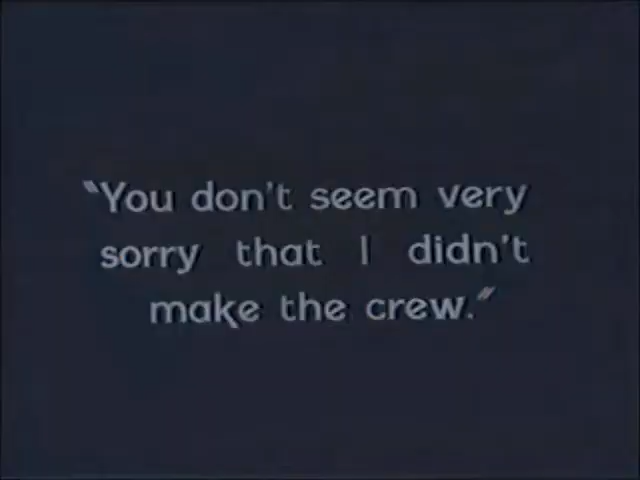 "You don't seem very
sorry that I didn't
make the crew."